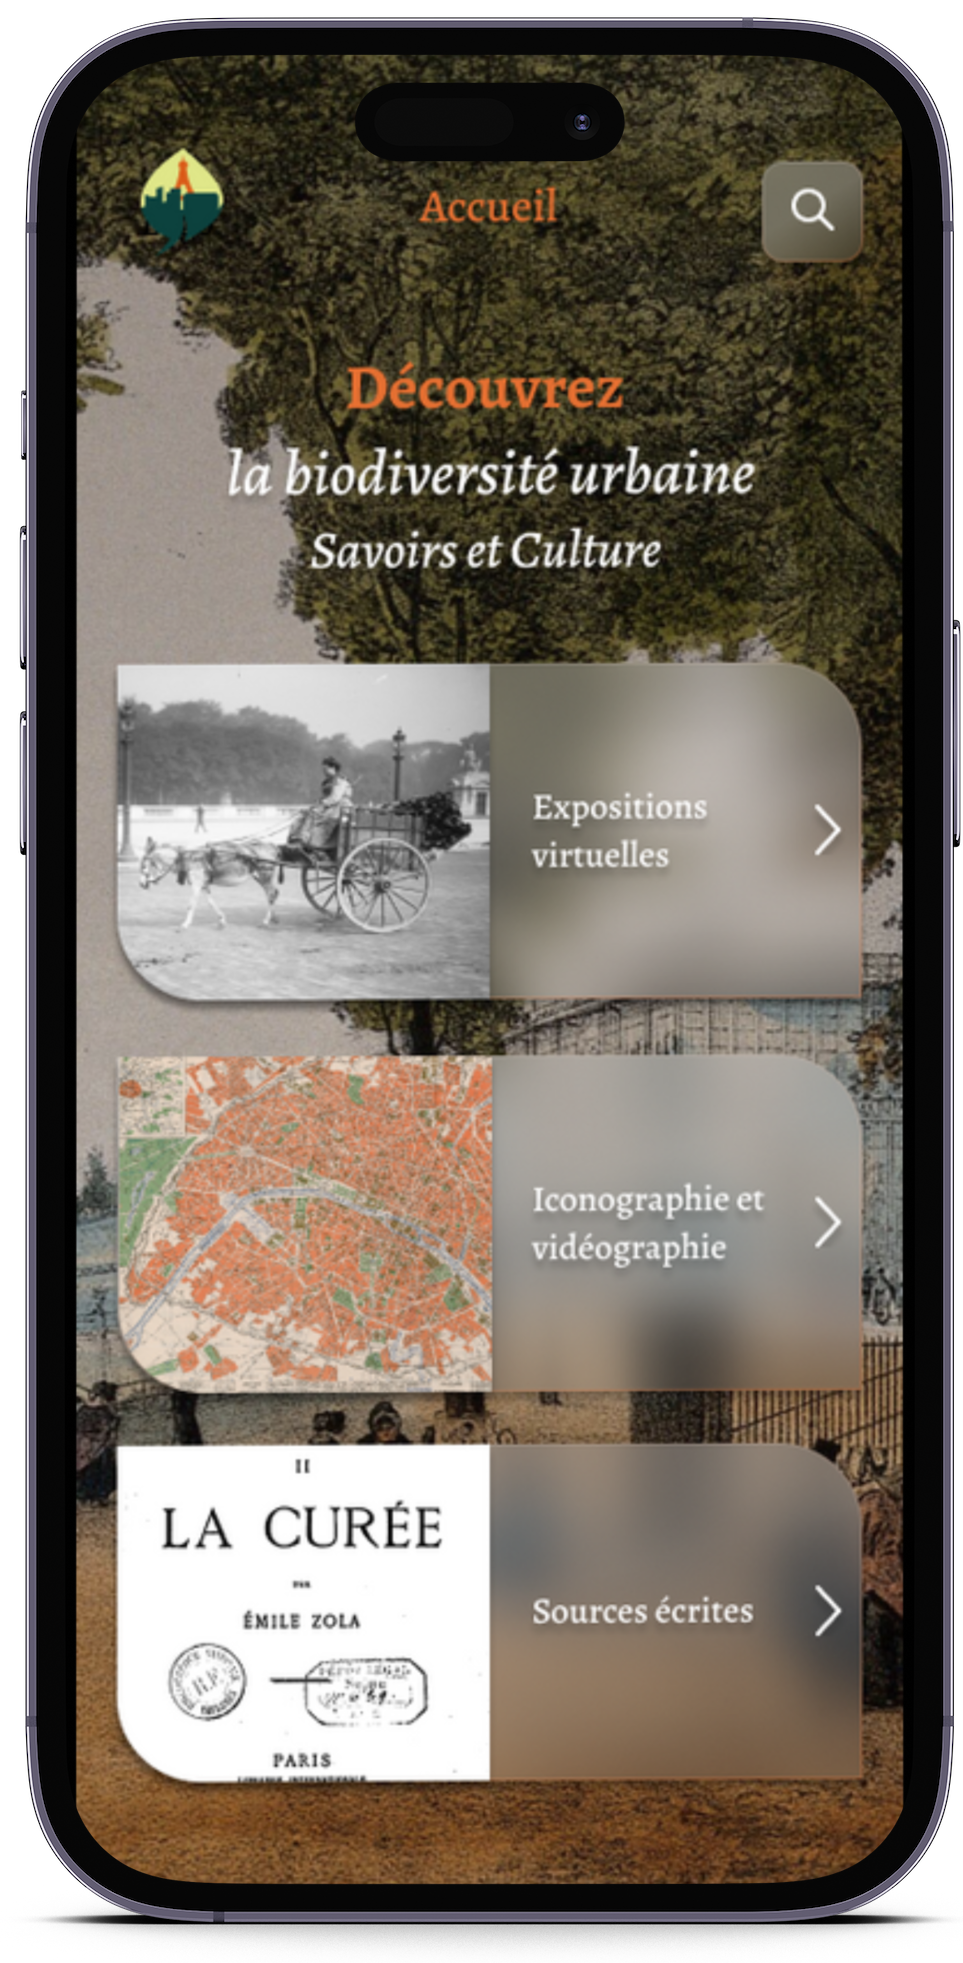 Accueil
Découvrez
la biodiversité urbaine
Savoirs et Culture
Expositions
virtuelles
Iconographie et
vidéographie
II
LA CURÉE
PAR
ÉMILE ZOLA
R F
PARIS
Sources écrites